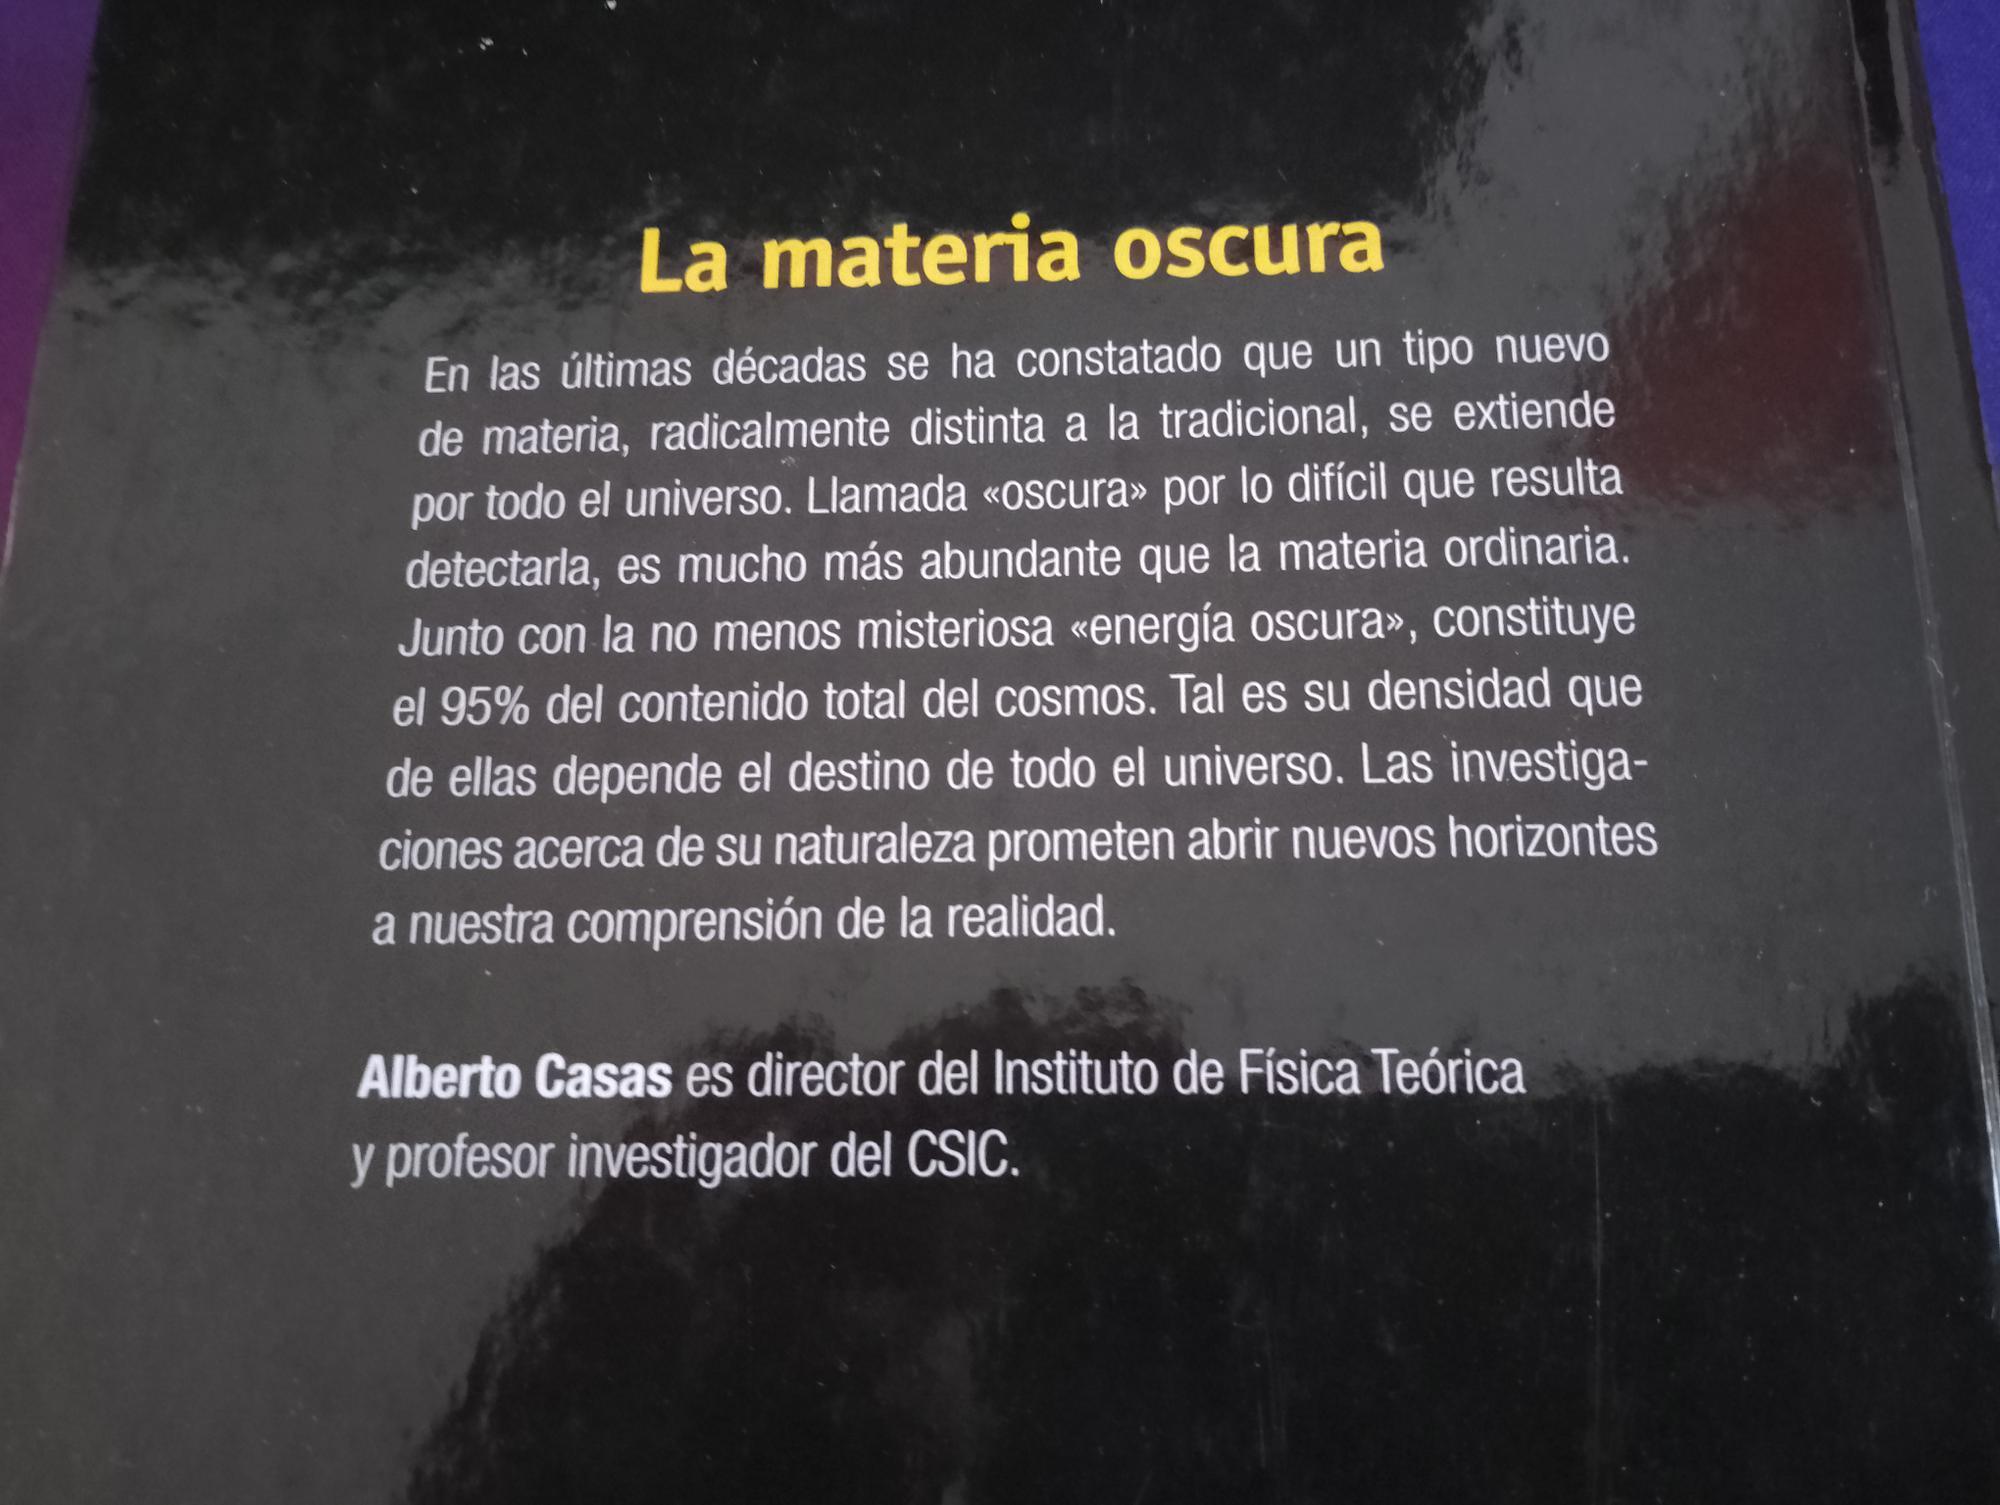 La materia oscura
En las últimas décadas se ha constatado que un tipo nuevo
de materia, radicalmente distinta a la tradicional, se extiende
por todo el universo. Llamada «oscura» por lo difícil que resulta
detectarla, es mucho más abundante que la materia ordinaria.
Junto con la no menos misteriosa «energía oscura», constituye
el 95% del contenido total del cosmos. Tal es su densidad que
de ellas depende el destino de todo el universo. Las investiga-
ciones acerca de su naturaleza prometen abrir nuevos horizontes
a nuestra comprensión de la realidad.
Alberto Casas es director del Instituto de Física Teórica
y profesor investigador del CSIC.